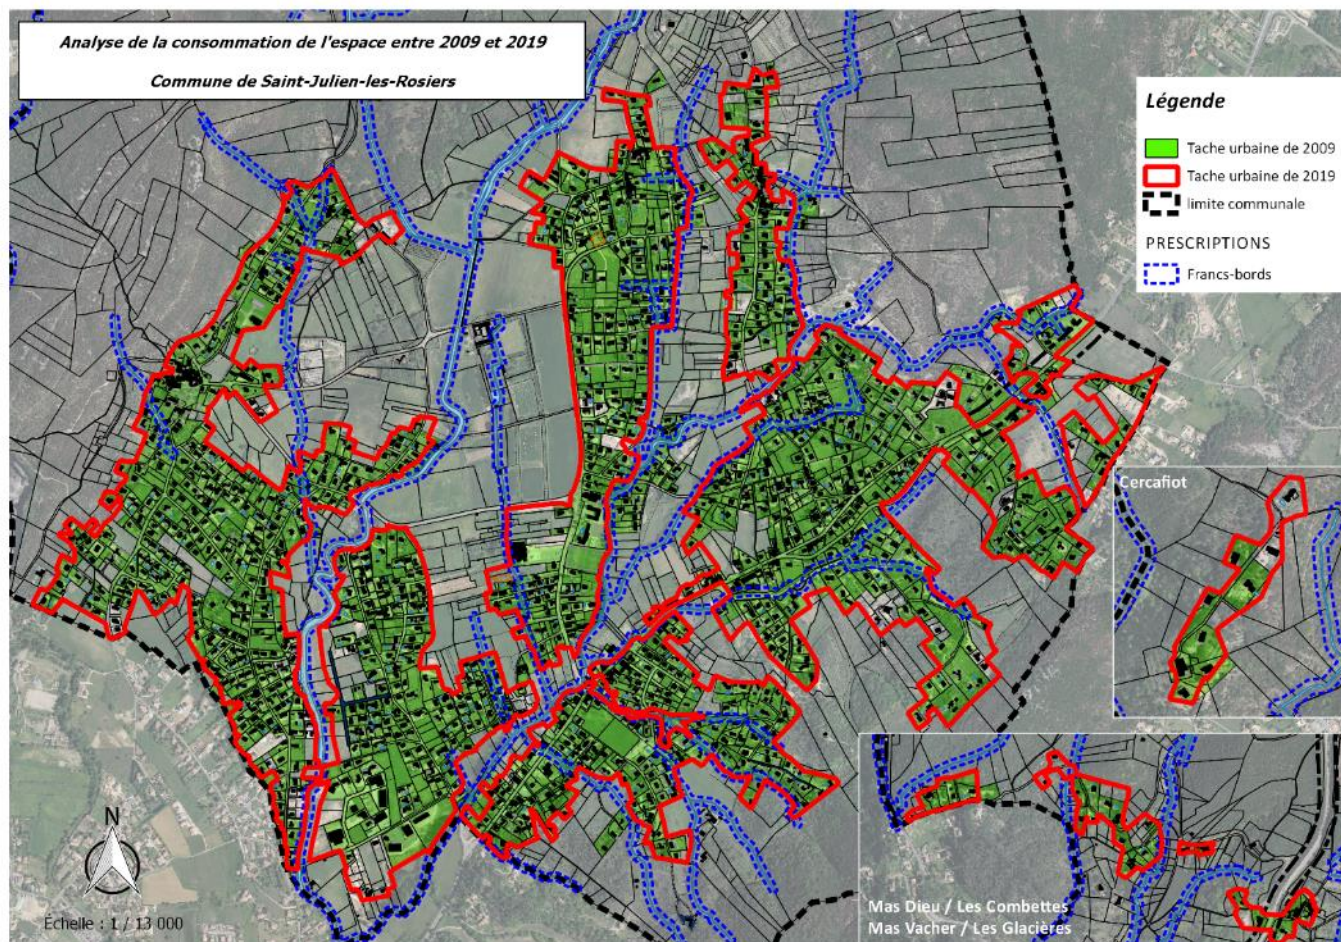 Analyse de la consommation de l'espace entre 2009 et 2019
Commune de Saint-Julien-les-Rosiers
Légende
Tache urbaine de 2009
Tache urbaine de 2019
limite communale
PRESCRIPTIONS
Francs-bords
Cercafiot
Mas Dieu / Les Combettes
Mas Vacher / Les Glacières
N
Échelle : 1 / 13 000